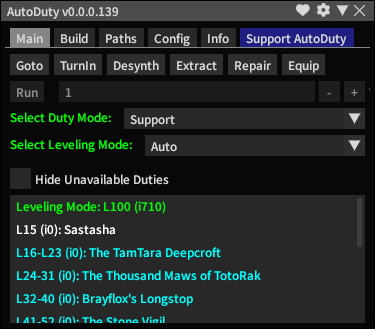 AutoDuty v0.0.0.139
Main Build Paths Config Info Support AutoDuty
Goto TurnIn Desynth Extract Repair Equip
Run 1 - +
Select Duty Mode: Support
Select Leveling Mode: Auto
Hide Unavailable Duties
Leveling Mode: L100 (i710)
L15 (i0): Sastasha
L16-L23 (i0): The TamTara Deepcroft
L24-31 (i0): The Thousand Maws of TotoRak
L32-40 (i0): Brayflox's Longstop
L41-52 (i0): The Stone Vigil